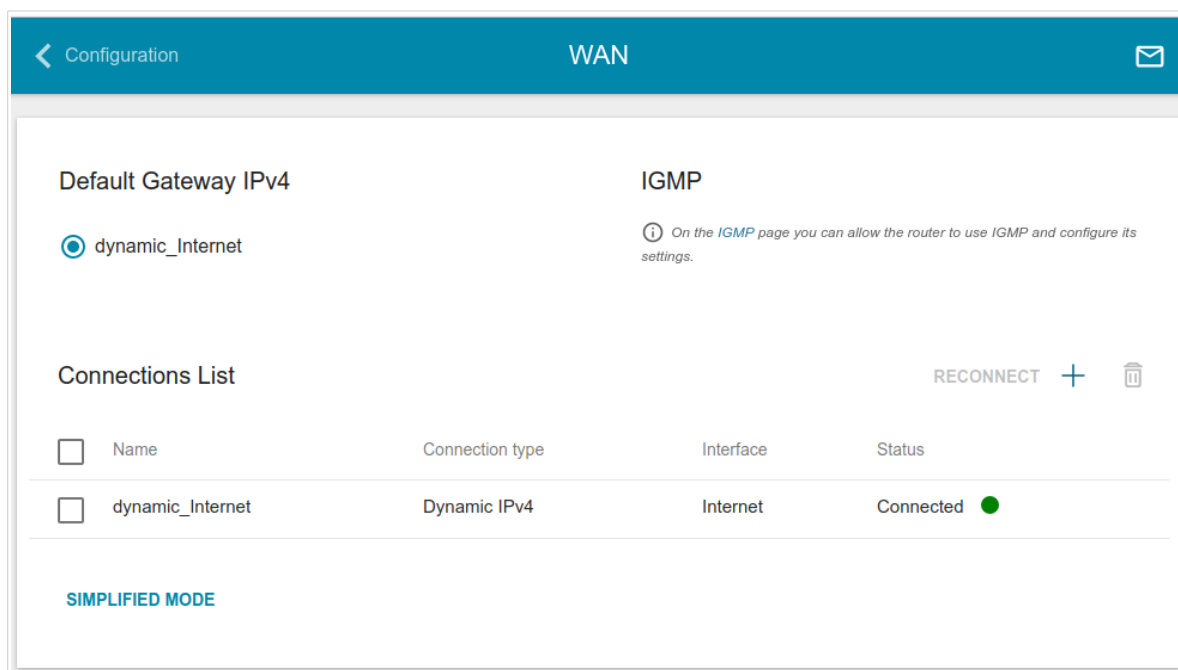 Configuration
WAN
Default Gateway IPv4
dynamic_Internet
IGMP
On the IGMP page you can allow the router to use IGMP and configure its
settings.
Connections List
RECONNECT
Name Connection type Interface Status
dynamic_Internet Dynamic IPv4 Internet Connected
SIMPLIFIED MODE